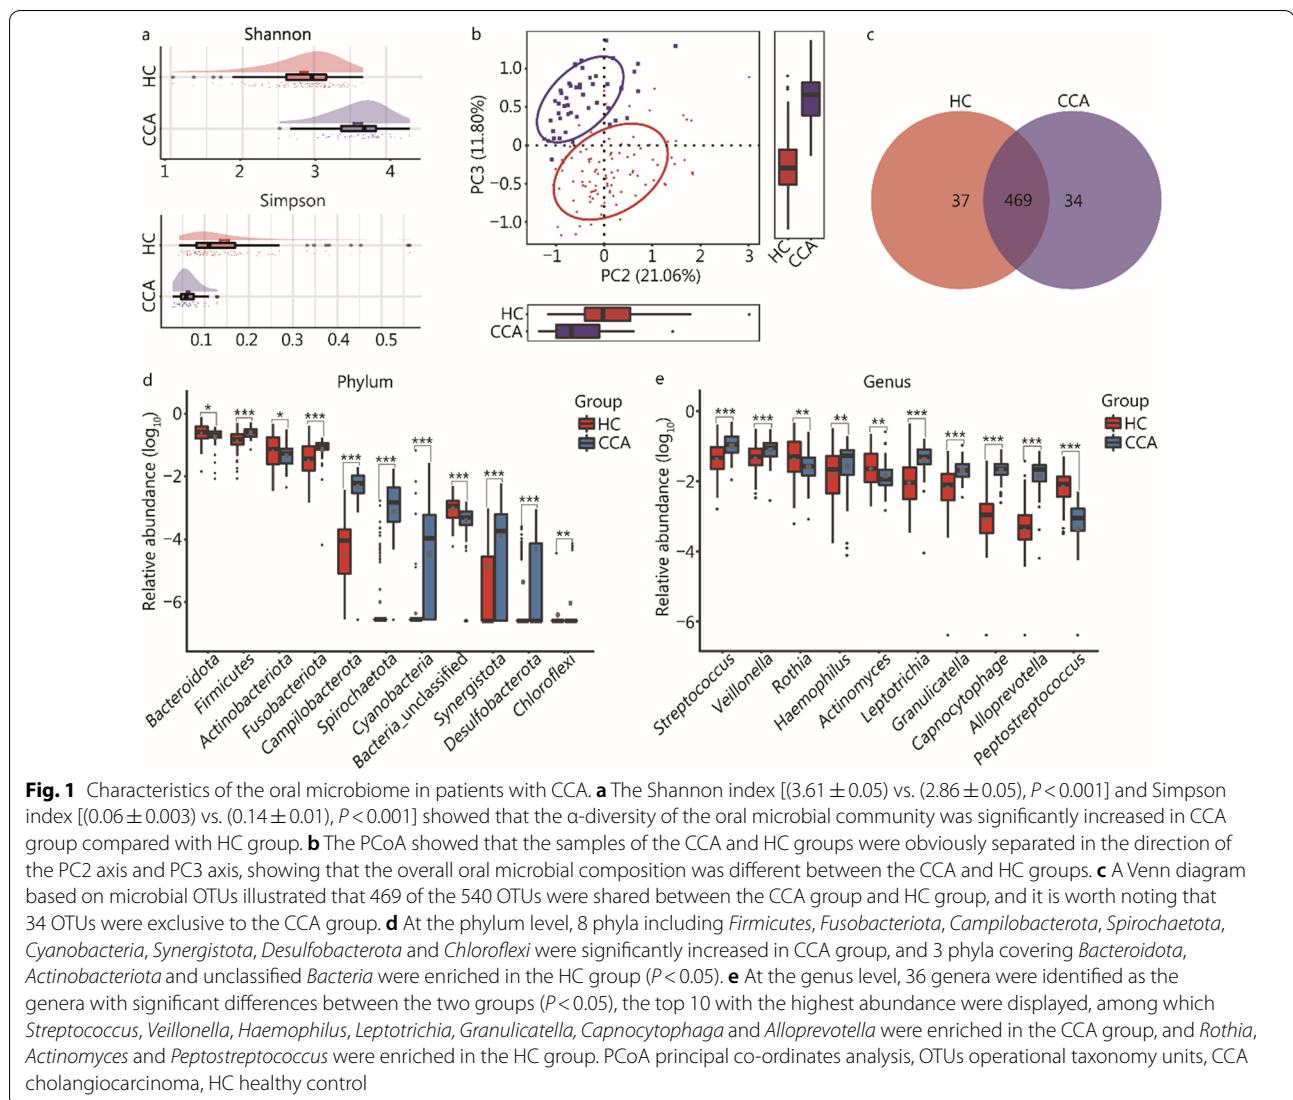 a
Shannon
HC
CCA
1 2 3 4
Simpson
HC
CCA
0.1 0.2 0.3 0.4 0.5
b
PC3 (11.80%)
1.0
0.5
0
−0.5
−1.0
−1 0 1 2 3
PC2 (21.06%)
HC CCA
HC
CCA
c
HC CCA
37 469 34
d
Phylum
Relative abundance (log10)
0
−2
−4
−6
* *** * *** *** *** *** *** *** *** **
Group
HC
CCA
Bacteroidota
Firmicutes
Actinobacteriota
Fusobacteriota
Campilobacterota
Spirochaetota
Cyanobacteria
Bacteria_unclassified
Synergistota
Desulfobacterota
Chloroflexi
e
Genus
Relative abundance (log10)
0
−2
−4
−6
*** *** ** ** ** *** *** *** *** ***
Group
HC
CCA
Streptococcus
Veillonella
Rothia
Haemophilus
Actinomyces
Leptotrichia
Granulicatella
Capnocytophage
Alloprevotella
Peptostreptococcus
Fig. 1 Characteristics of the oral microbiome in patients with CCA. a The Shannon index [(3.61 ± 0.05) vs. (2.86 ± 0.05), P < 0.001] and Simpson
index [(0.06 ± 0.003) vs. (0.14 ± 0.01), P < 0.001] showed that the α-diversity of the oral microbial community was significantly increased in CCA
group compared with HC group. b The PCoA showed that the samples of the CCA and HC groups were obviously separated in the direction of
the PC2 axis and PC3 axis, showing that the overall oral microbial composition was different between the CCA and HC groups. c A Venn diagram
based on microbial OTUs illustrated that 469 of the 540 OTUs were shared between the CCA group and HC group, and it is worth noting that
34 OTUs were exclusive to the CCA group. d At the phylum level, 8 phyla including Firmicutes, Fusobacteriota, Campilobacterota, Spirochaetota,
Cyanobacteria, Synergistota, Desulfobacterota and Chloroflexi were significantly increased in CCA group, and 3 phyla covering Bacteroidota,
Actinobacteriota and unclassified Bacteria were enriched in the HC group (P < 0.05). e At the genus level, 36 genera were identified as the
genera with significant differences between the two groups (P < 0.05), the top 10 with the highest abundance were displayed, among which
Streptococcus, Veillonella, Haemophilus, Leptotrichia, Granulicatella, Capnocytophaga and Alloprevotella were enriched in the CCA group, and Rothia,
Actinomyces and Peptostreptococcus were enriched in the HC group. PCoA principal co-ordinates analysis, OTUs operational taxonomy units, CCA
cholangiocarcinoma, HC healthy control